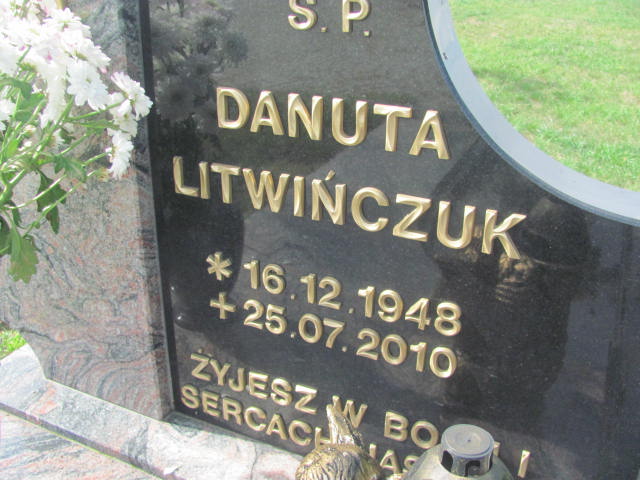 S.P.
DANUTA
LITWIŃCZUK
* 16.12.1948
+ 25.07.2010
ŻYJESZ W I
SERCACH